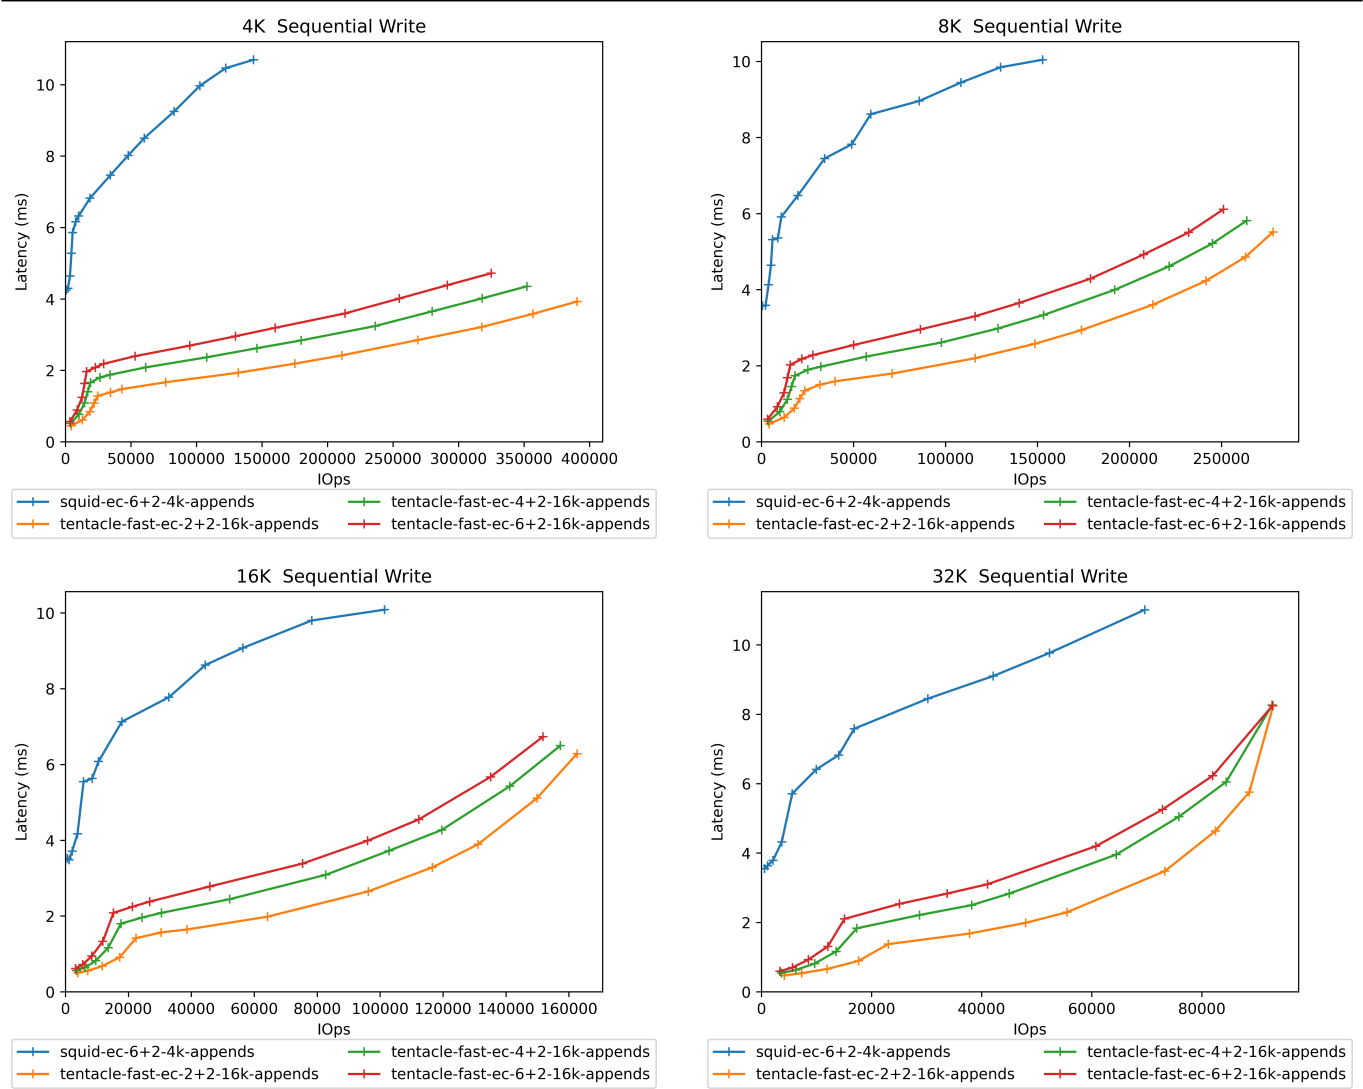 4K  Sequential Write
Latency (ms)
10
8
6
4
2
0
0 50000 100000 150000 200000 250000 300000 350000 400000
IOps
squid-ec-6+2-4k-appends
tentacle-fast-ec-2+2-16k-appends
tentacle-fast-ec-4+2-16k-appends
tentacle-fast-ec-6+2-16k-appends
8K  Sequential Write
Latency (ms)
10
8
6
4
2
0
0 50000 100000 150000 200000 250000
IOps
squid-ec-6+2-4k-appends
tentacle-fast-ec-2+2-16k-appends
tentacle-fast-ec-4+2-16k-appends
tentacle-fast-ec-6+2-16k-appends
16K  Sequential Write
Latency (ms)
10
8
6
4
2
0
0 20000 40000 60000 80000 100000 120000 140000 160000
IOps
squid-ec-6+2-4k-appends
tentacle-fast-ec-2+2-16k-appends
tentacle-fast-ec-4+2-16k-appends
tentacle-fast-ec-6+2-16k-appends
32K  Sequential Write
Latency (ms)
10
8
6
4
2
0
0 20000 40000 60000 80000
IOps
squid-ec-6+2-4k-appends
tentacle-fast-ec-2+2-16k-appends
tentacle-fast-ec-4+2-16k-appends
tentacle-fast-ec-6+2-16k-appends